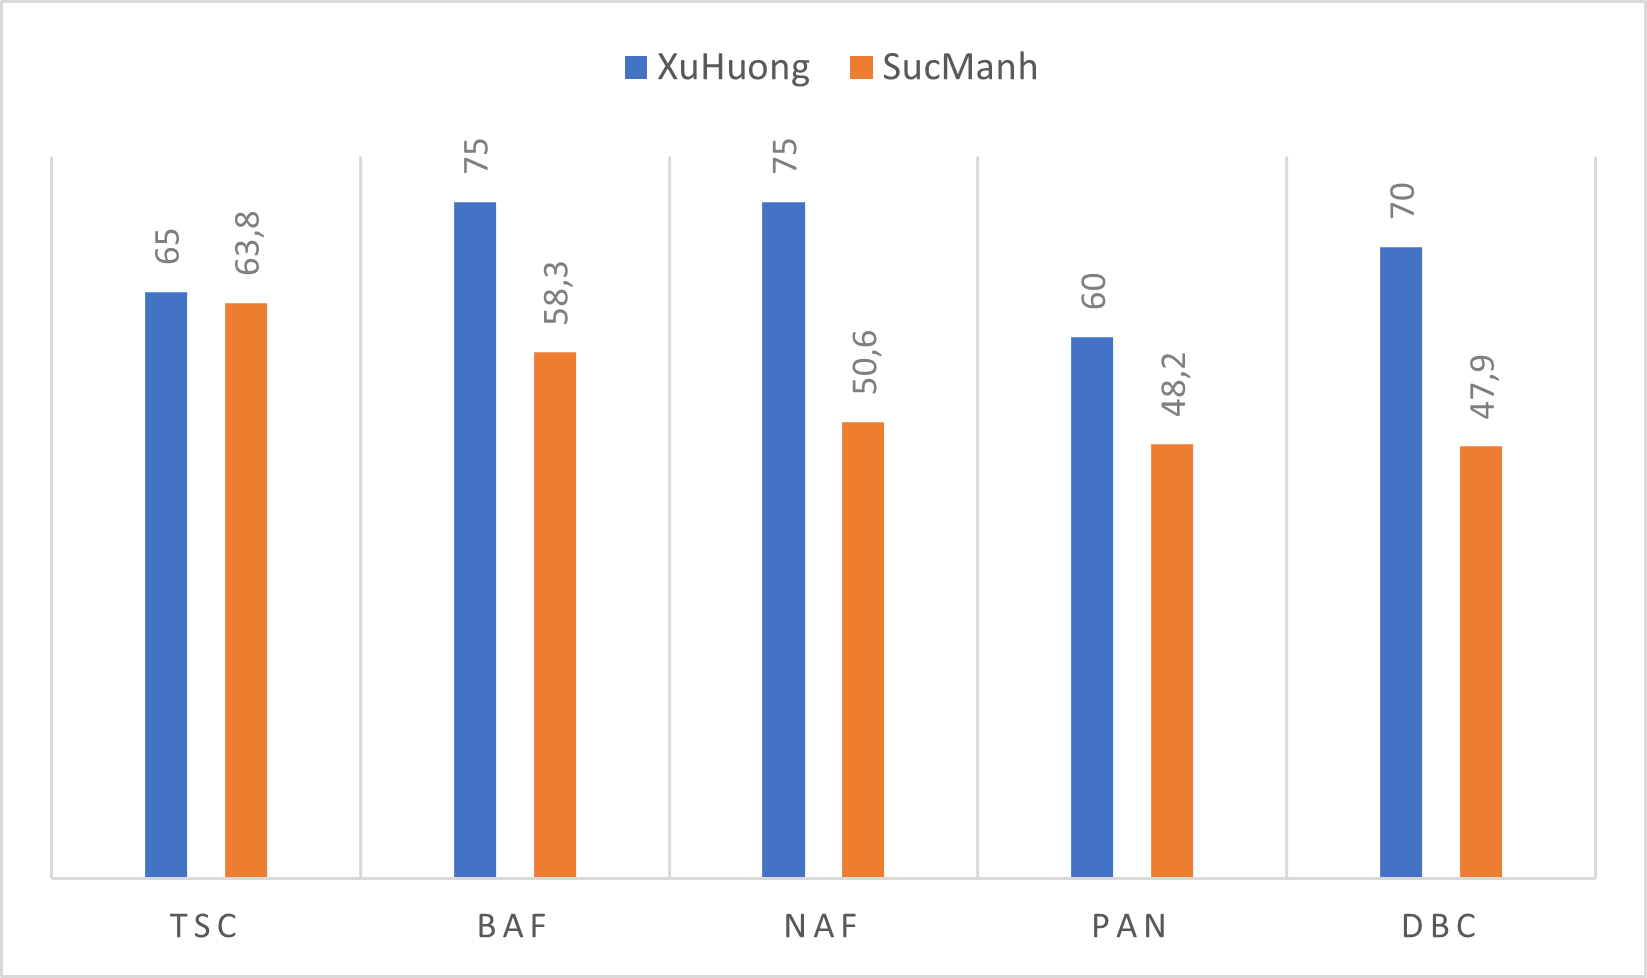 XuHuong SucManh
65 63,8 75 58,3 75 50,6 60 48,2 70 47,9
TSC BAF NAF PAN DBC